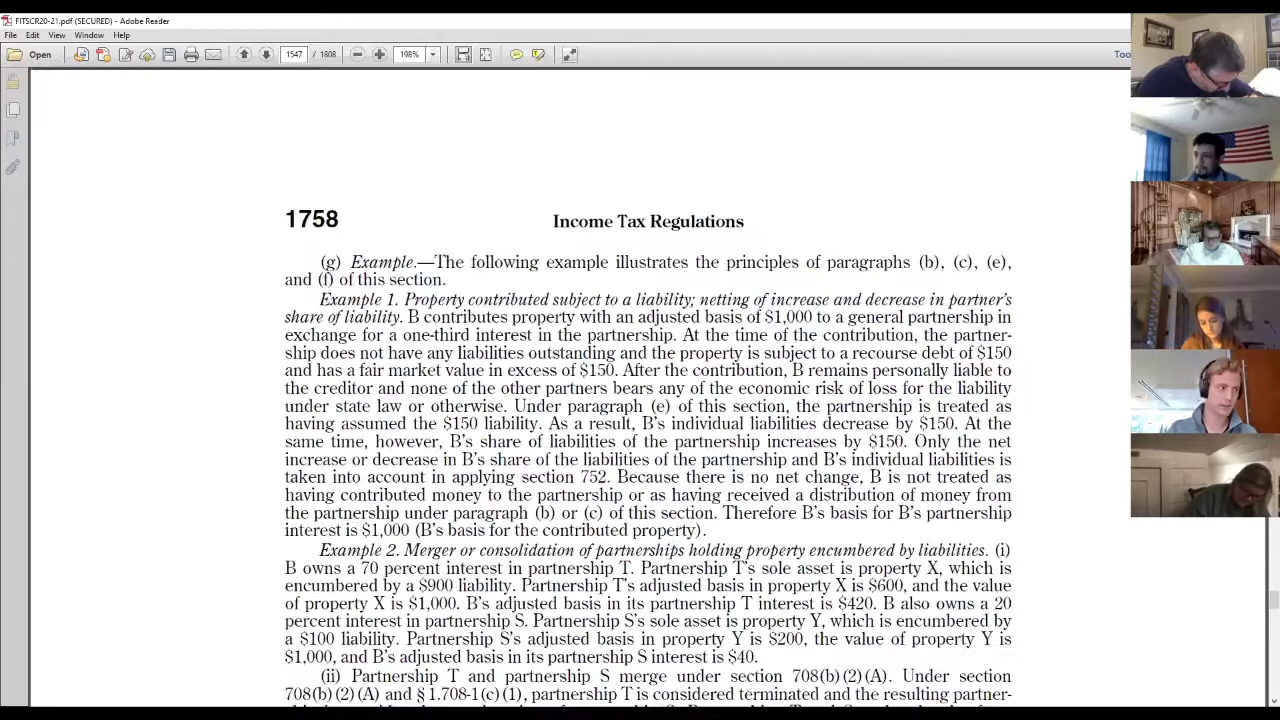 FITSCR20-21.pdf (SECURED) - Adobe Reader
File Edit View Window Help
Open 1547 / 1808 198% Too
1758 Income Tax Regulations
(g) Example.—The following example illustrates the principles of paragraphs (b), (c), (e),
and (f) of this section.
Example 1. Property contributed subject to a liability; netting of increase and decrease in partner's
share of liability. B contributes property with an adjusted basis of $1,000 to a general partnership in
exchange for a one-third interest in the partnership. At the time of the contribution, the partner-
ship does not have any liabilities outstanding and the property is subject to a recourse debt of $150
and has a fair market value in excess of $150. After the contribution, B remains personally liable to
the creditor and none of the other partners bears any of the economic risk of loss for the liability
under state law or otherwise. Under paragraph (e) of this section, the partnership is treated as
having assumed the $150 liability. As a result, B's individual liabilities decrease by $150. At the
same time, however, B's share of liabilities of the partnership increases by $150. Only the net
increase or decrease in B's share of the liabilities of the partnership and B's individual liabilities is
taken into account in applying section 752. Because there is no net change, B is not treated as
having contributed money to the partnership or as having received a distribution of money from
the partnership under paragraph (b) or (c) of this section. Therefore B's basis for B's partnership
interest is $1,000 (B's basis for the contributed property).
Example 2. Merger or consolidation of partnerships holding property encumbered by liabilities. (i)
B owns a 70 percent interest in partnership T. Partnership T's sole asset is property X, which is
encumbered by a $900 liability. Partnership T's adjusted basis in property X is $600, and the value
of property X is $1,000. B's adjusted basis in its partnership T interest is $420. B also owns a 20
percent interest in partnership S. Partnership S's sole asset is property Y, which is encumbered by
a $100 liability. Partnership S's adjusted basis in property Y is $200, the value of property Y is
$1,000, and B's adjusted basis in its partnership S interest is $40.
(ii) Partnership T and partnership S merge under section 708(b)(2)(A). Under section
708(b)(2)(A) and § 1.708-1(c)(1), partnership T is considered terminated and the resulting partner-